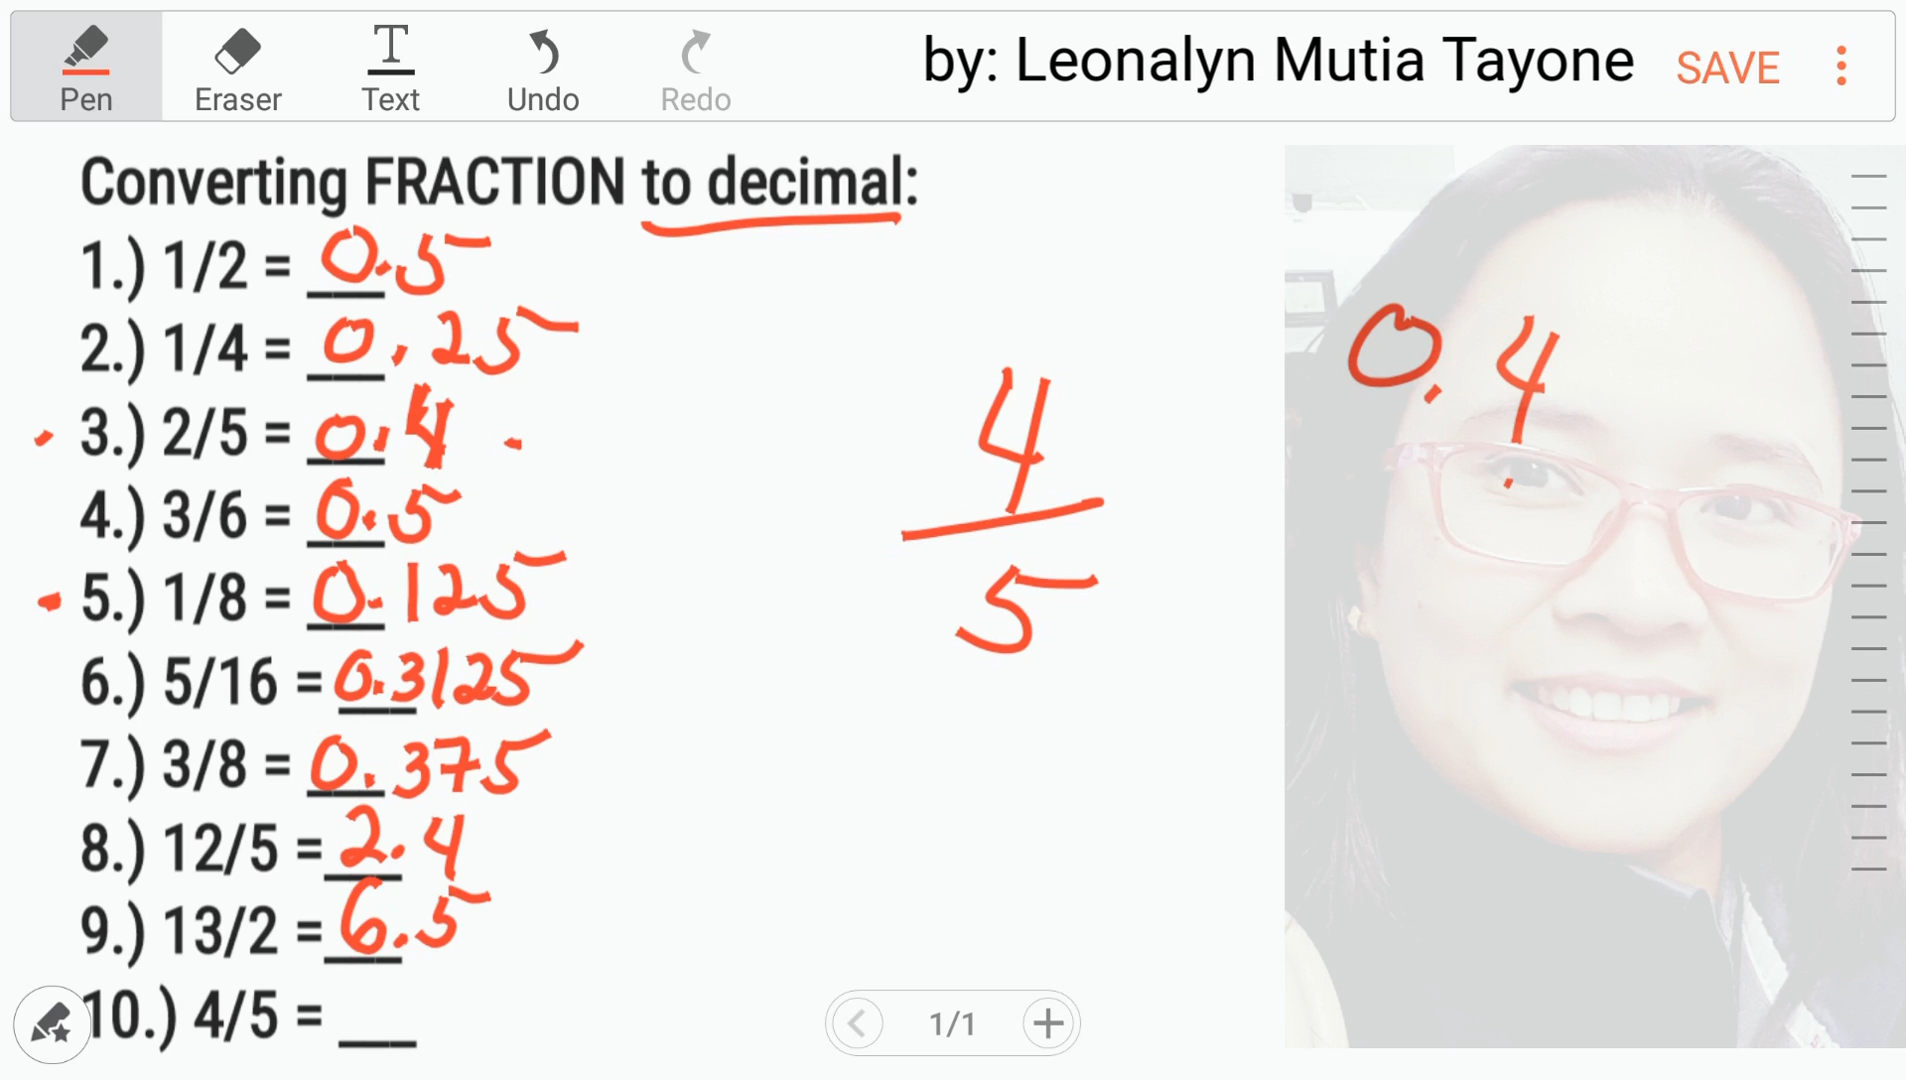 Pen Eraser Text Undo Redo by: Leonalyn Mutia Tayone SAVE
Converting FRACTION to decimal:
1.) 1/2 = 0.5
2.) 1/4 = 0.25
3.) 2/5 = 0.4
4.) 3/6 = 0.5
5.) 1/8 = 0.125
6.) 5/16 = 0.3125
7.) 3/8 = 0.375
8.) 12/5 = 2.4
9.) 13/2 = 6.5
10.) 4/5 = ___
4
5
0.4
1/1